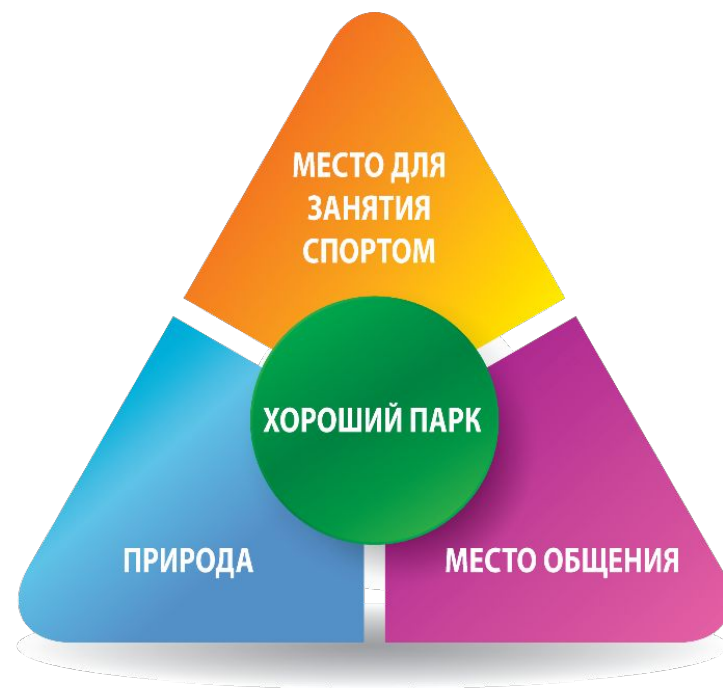 МЕСТО ДЛЯ
ЗАНЯТИЯ
СПОРТОМ
ХОРОШИЙ ПАРК
ПРИРОДА
МЕСТО ОБЩЕНИЯ